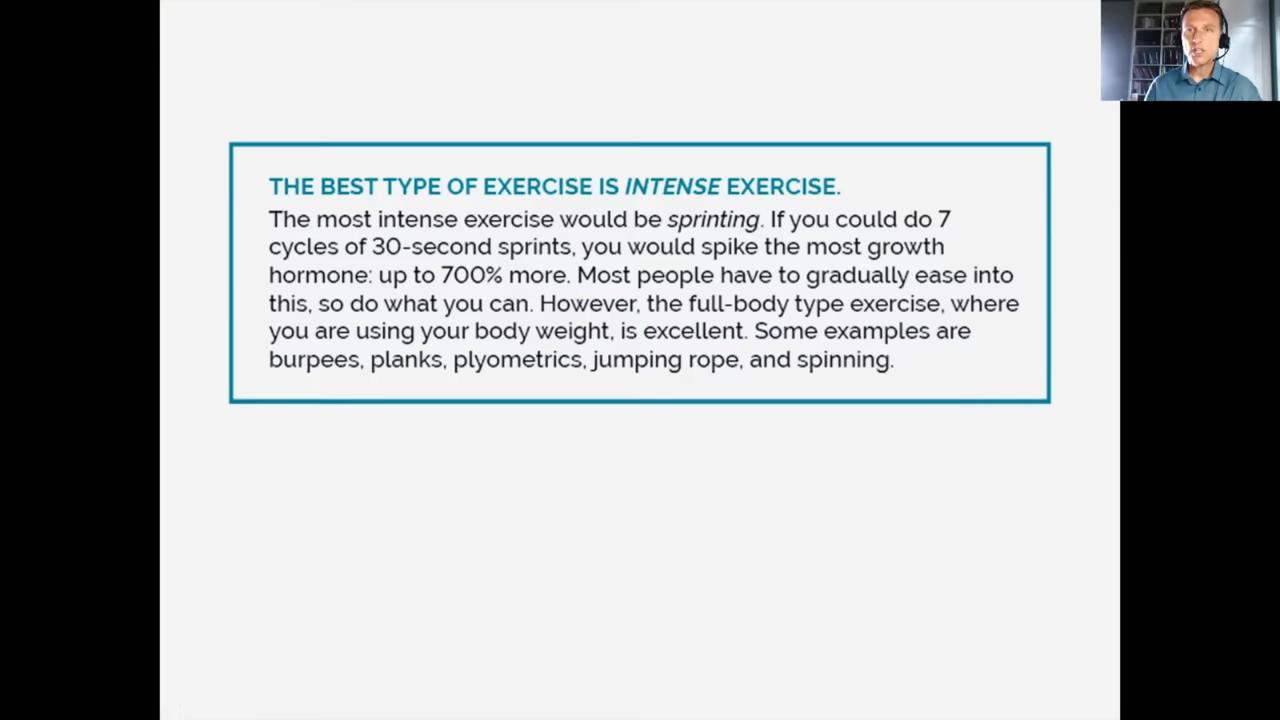 THE BEST TYPE OF EXERCISE IS INTENSE EXERCISE.
The most intense exercise would be sprinting. If you could do 7
cycles of 30-second sprints, you would spike the most growth
hormone: up to 700% more. Most people have to gradually ease into
this, so do what you can. However, the full-body type exercise, where
you are using your body weight, is excellent. Some examples are
burpees, planks, plyometrics, jumping rope, and spinning.